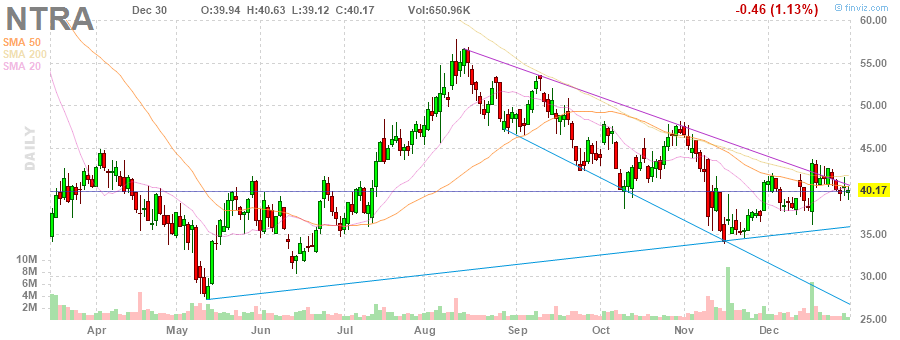 NTRA Dec 30 O:39.94 H:40.63 L:39.12 C:40.17 Vol:650.96K -0.46 (1.13%) © finviz.com
SMA 50
SMA 200
SMA 20
DAILY
60.00
55.00
50.00
45.00
40.17
35.00
30.00
25.00
10M
8M
6M
4M
2M
Apr May Jun Jul Aug Sep Oct Nov Dec